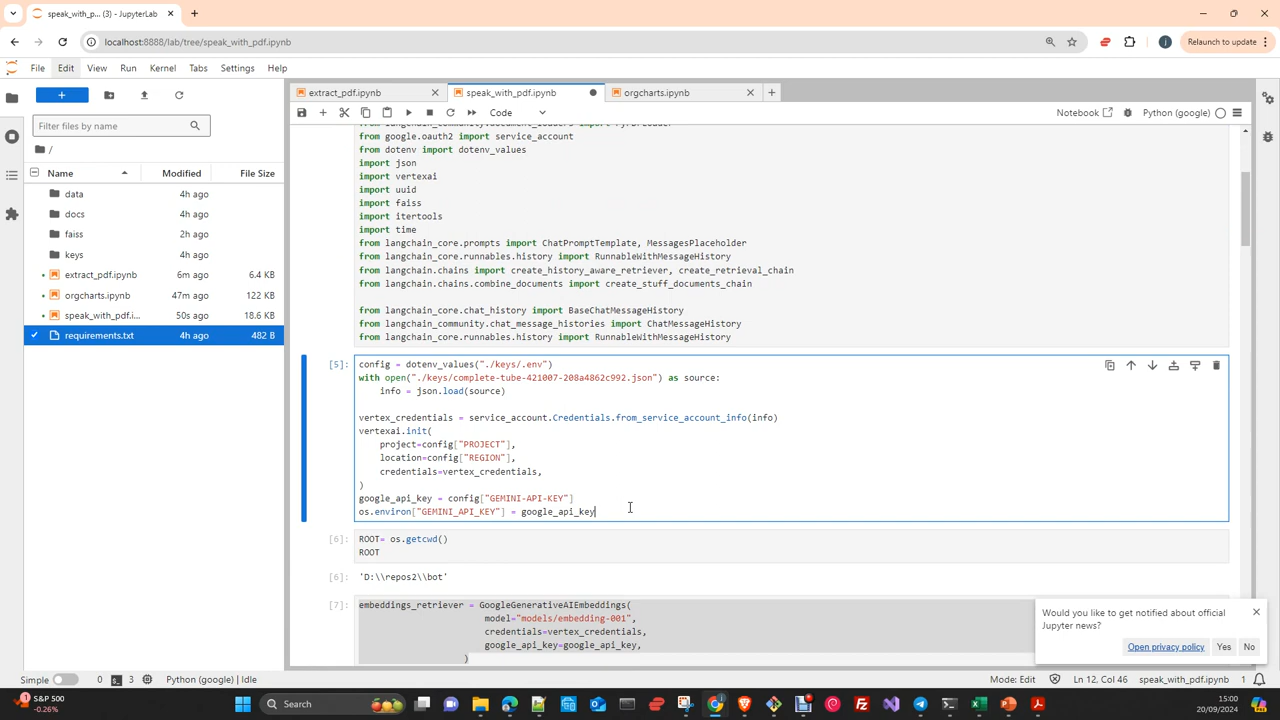 speak_with_p... (3) - JupyterLab
localhost:8888/lab/tree/speak_with_pdf.ipynb
Relaunch to update
File Edit View Run Kernel Tabs Settings Help
extract_pdf.ipynb
speak_with_pdf.ipynb
orgcharts.ipynb
Code
Notebook
Python (google)
Filter files by name
/
Name Modified File Size
data 4h ago
docs 4h ago
faiss 2h ago
keys 4h ago
extract_pdf.ipynb 6m ago 6.4 KB
orgcharts.ipynb 47m ago 122 KB
speak_with_pdf.i... 50s ago 18.6 KB
requirements.txt 4h ago 482 B
from google.oauth2 import service_account
from dotenv import dotenv_values
import json
import vertexai
import uuid
import faiss
import itertools
import time
from langchain_core.prompts import ChatPromptTemplate, MessagesPlaceholder
from langchain_core.runnables.history import RunnableWithMessageHistory
from langchain.chains import create_history_aware_retriever, create_retrieval_chain
from langchain.chains.combine_documents import create_stuff_documents_chain
from langchain_core.chat_history import BaseChatMessageHistory
from langchain_community.chat_message_histories import ChatMessageHistory
from langchain_core.runnables.history import RunnableWithMessageHistory
[5]: config = dotenv_values("./keys/.env")
with open("./keys/complete-tube-421007-208a4862c992.json") as source:
info = json.load(source)
vertex_credentials = service_account.Credentials.from_service_account_info(info)
vertexai.init(
project=config["PROJECT"],
location=config["REGION"],
credentials=vertex_credentials,
)
google_api_key = config["GEMINI-API-KEY"]
os.environ["GEMINI_API_KEY"] = google_api_key
[6]: ROOT= os.getcwd()
ROOT
[6]: 'D:\\repos2\\bot'
[7]: embeddings_retriever = GoogleGenerativeAIEmbeddings(
model="models/embedding-001",
credentials=vertex_credentials,
google_api_key=google_api_key,
)
Would you like to get notified about official
Jupyter news?
Open privacy policy Yes No
Simple 0 3 Python (google) | Idle
Mode: Edit Ln 12, Col 46 speak_with_pdf.ipynb 1
S&P 500
-0.26%
Search
15:00
20/09/2024